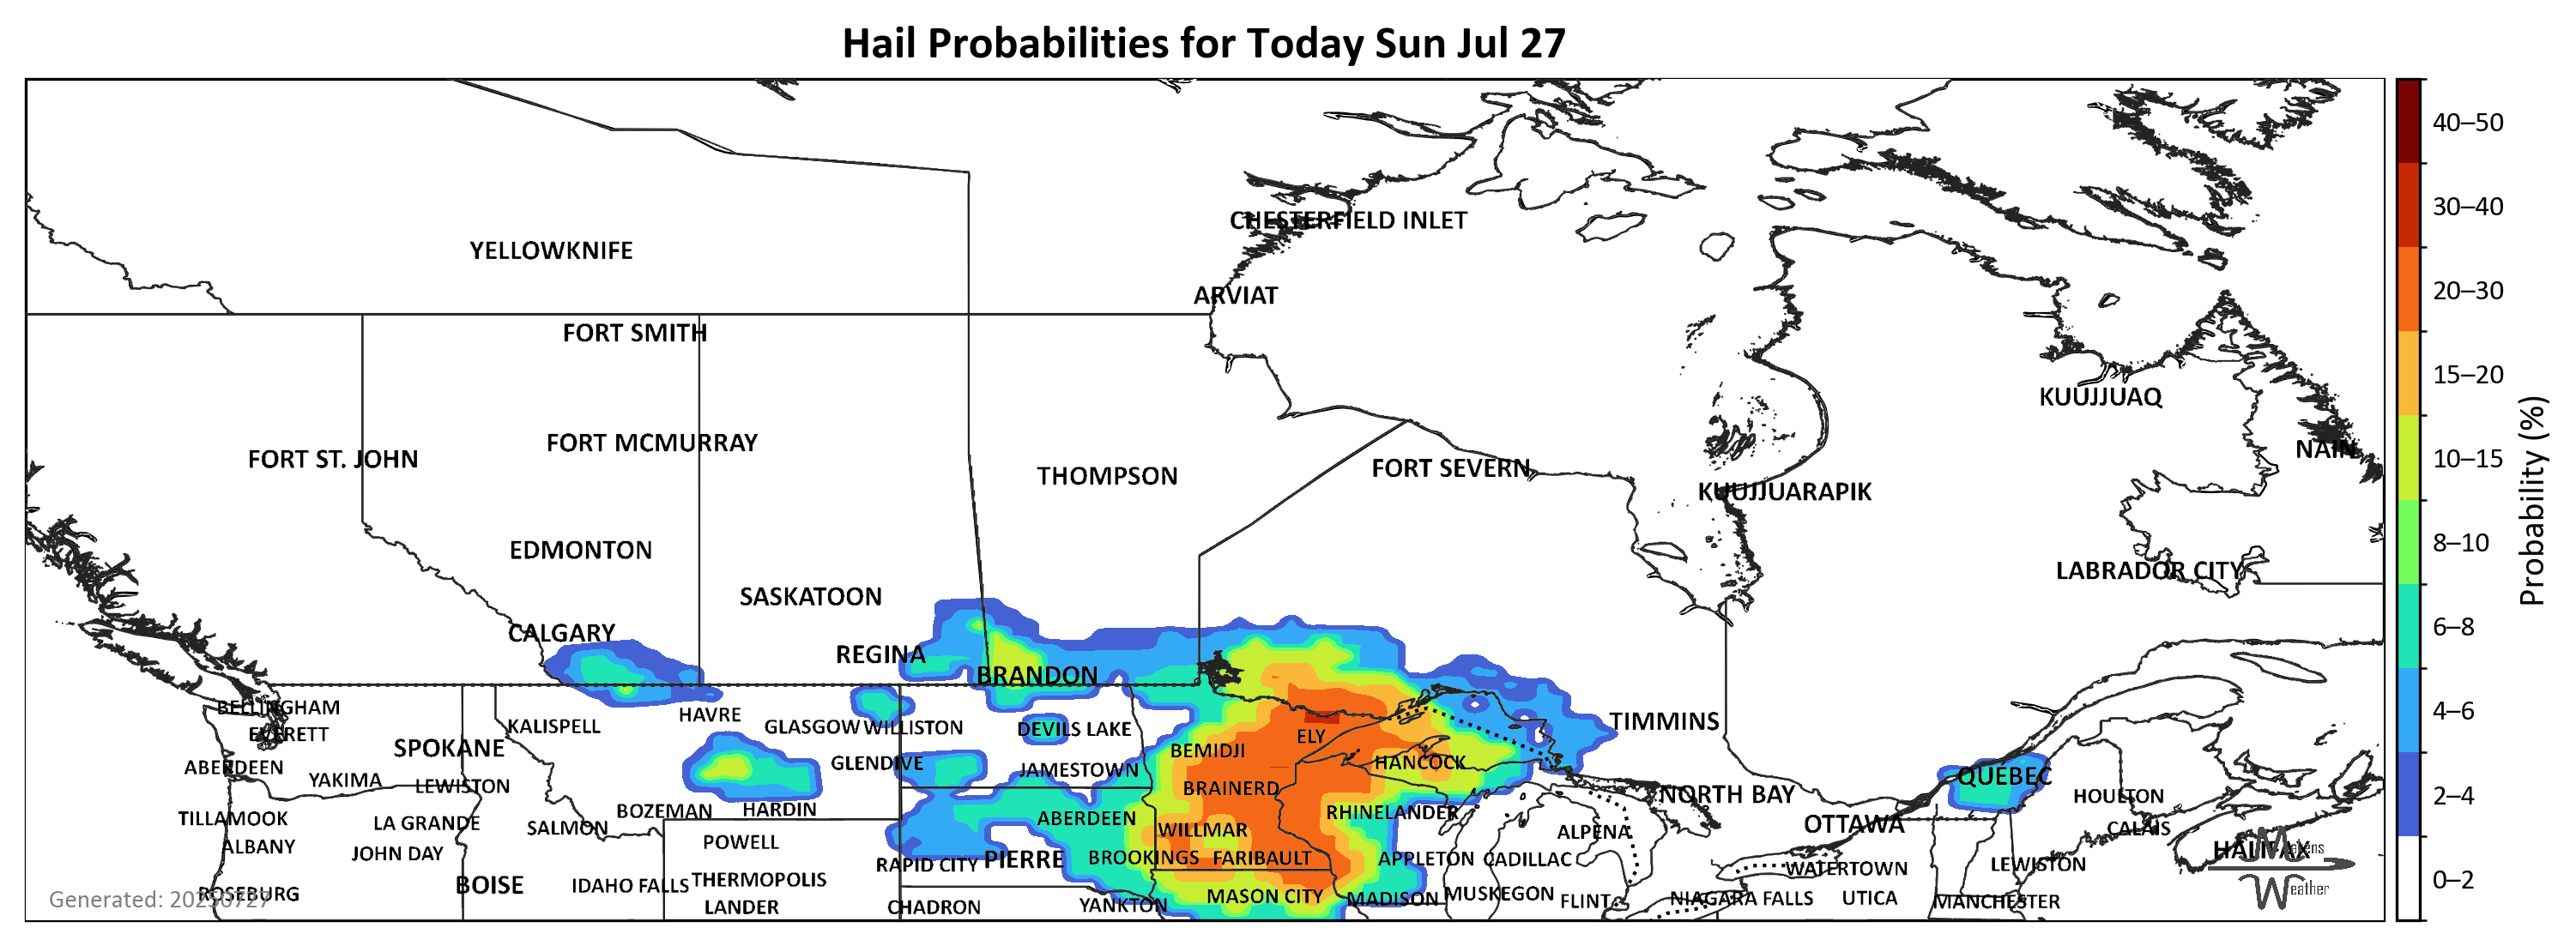 Hail Probabilities for Today Sun Jul 27
40–50
30–40
CHESTERFIELD INLET
YELLOWKNIFE
20–30
ARVIAT
FORT SMITH
15–20
KUUJJUAQ
FORT MCMURRAY
NAIN
FORT ST. JOHN
10–15
FORT SEVERN
THOMPSON
KUUJJUARAPIK
Probability (%)
8–10
EDMONTON
LABRADOR CITY
SASKATOON
6–8
CALGARY
REGINA
BRANDON
BELLINGHAM
4–6
HAVRE
TIMMINS
KALISPELL
GLASGOW
WILLISTON
DEVILS LAKE
EVERETT
ELY
SPOKANE
BEMIDJI
HANCOCK
GLENDIVE
ABERDEEN
JAMESTOWN
QUÉBEC
YAKIMA
LEWISTON
BRAINERD
NORTH BAY
HOULTON
2–4
BOZEMAN
HARDIN
RHINELANDER
TILLAMOOK
LA GRANDE
SALMON
ABERDEEN
OTTAWA
CALAIS
WILLMAR
ALPENA
POWELL
ALBANY
JOHN DAY
HALIFAX
BROOKINGS
FARIBAULT
APPLETON
CADILLAC
PIERRE
RAPID CITY
LEWISTON
WATERTOWN
THERMOPOLIS
0–2
BOISE
IDAHO FALLS
ROSEBURG
Generated: 20250727
MASON CITY
MADISON
MUSKEGON
FLINT
NIAGARA FALLS
UTICA
MANCHESTER
LANDER
CHADRON
YANKTON
Weather